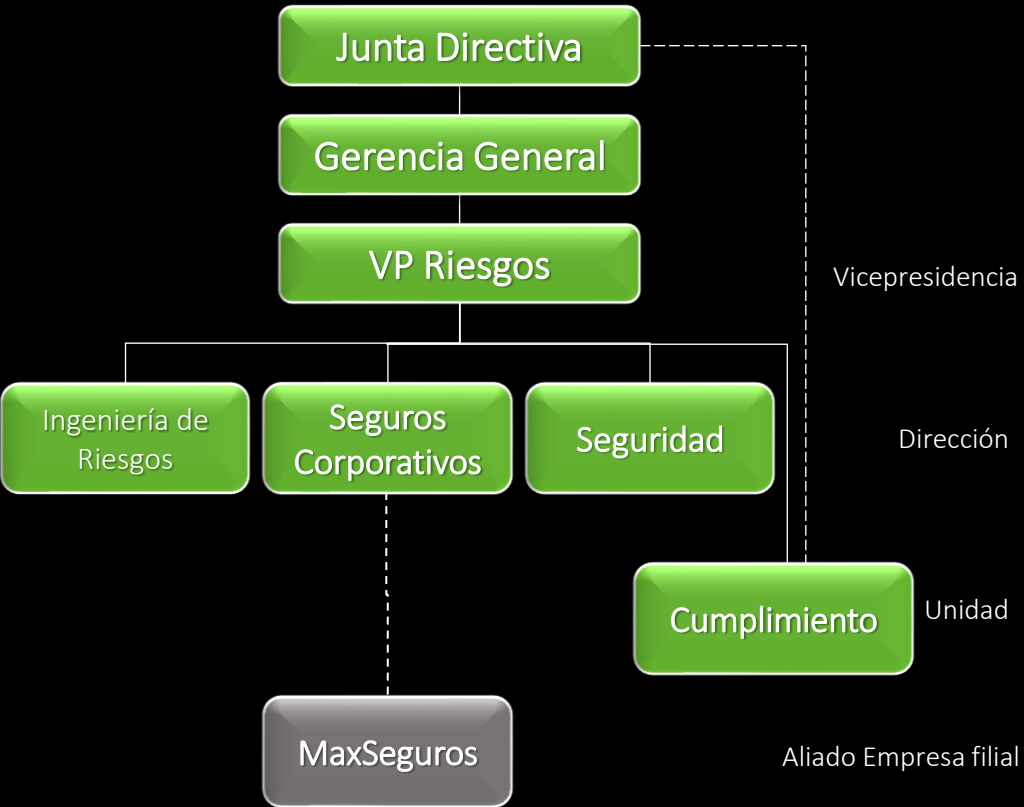 Junta Directiva
Gerencia General
VP Riesgos
Vicepresidencia
Ingeniería de
Riesgos
Seguros
Corporativos
Seguridad
Dirección
Cumplimiento
Unidad
MaxSeguros
Aliado Empresa filial